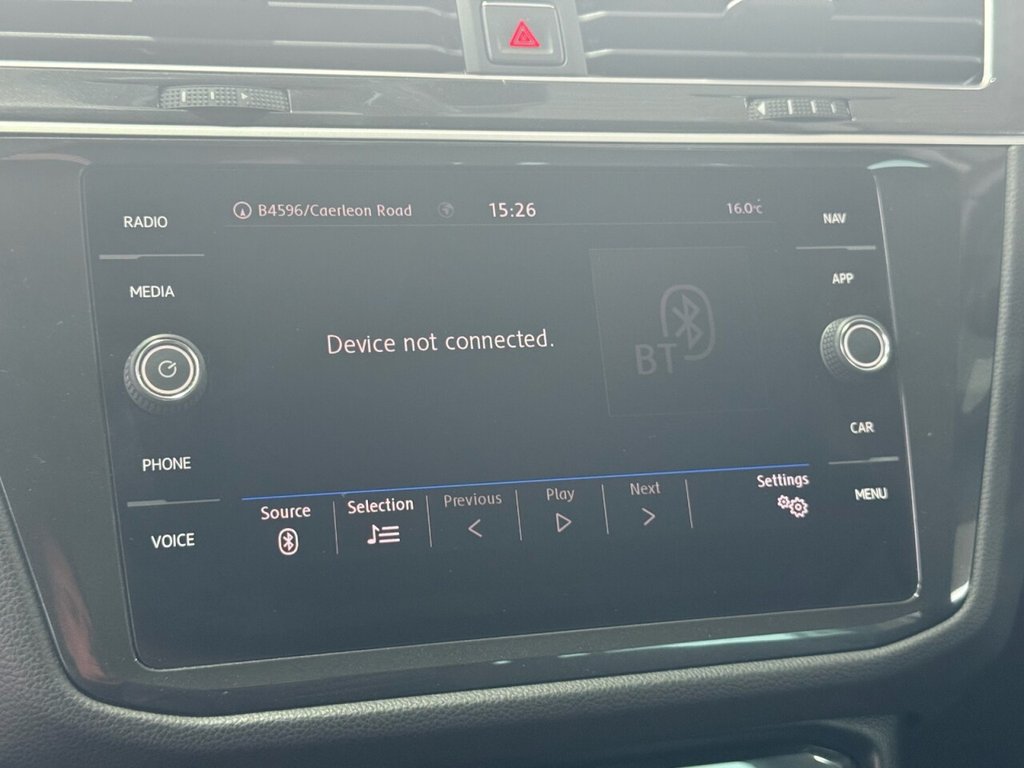 RADIO
MEDIA
PHONE
VOICE
B4596/Caerleon Road
15:26
16.0°C
Device not connected.
BT
Source
Selection
Previous
Play
Next
Settings
NAV
APP
CAR
MENU